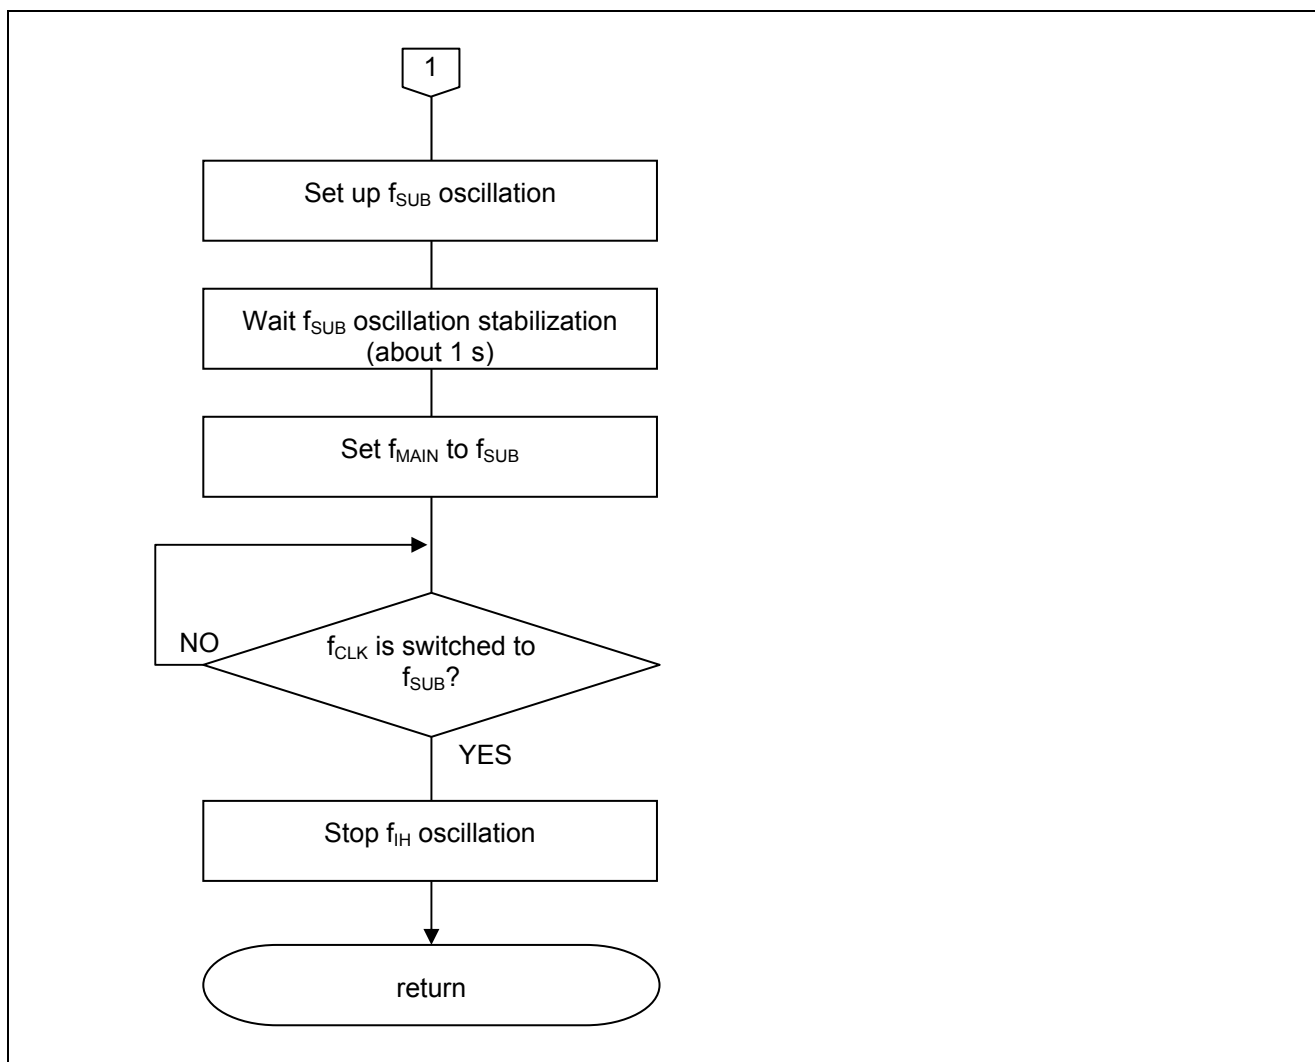 1
Set up fSUB oscillation
Wait fSUB oscillation stabilization
(about 1 s)
Set fMAIN to fSUB
NO
fCLK is switched to
fSUB?
YES
Stop fIH oscillation
return